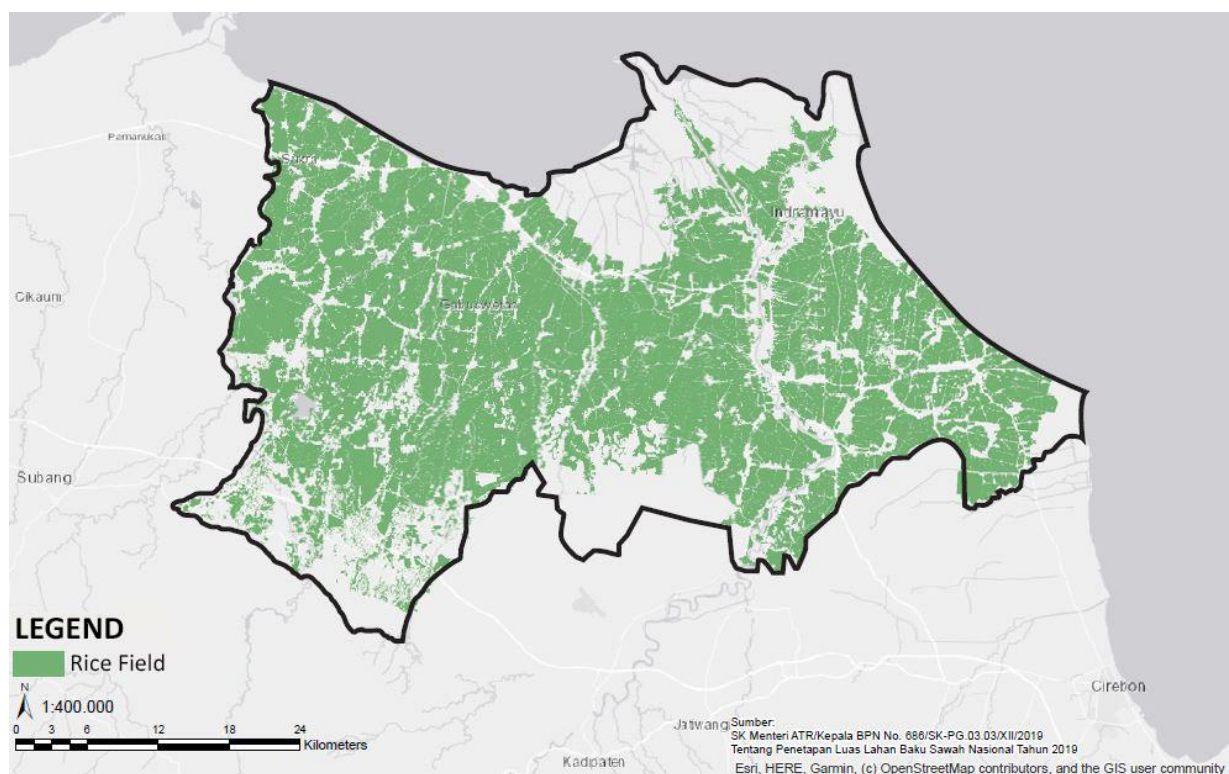 Pamanukan
Sukra
Indramayu
Cikaum
Gabuswetan
Subang
LEGEND
Rice Field
N
1:400.000
0 3 6 12 18 24
Kilometers
Cirebon
Jatiwangi
Kadipaten
Sumber:
SK Menteri ATR/Kepala BPN No. 686/SK-PG.03.03/XII/2019
Tentang Penetapan Luas Lahan Baku Sawah Nasional Tahun 2019
Esri, HERE, Garmin, (c) OpenStreetMap contributors, and the GIS user community